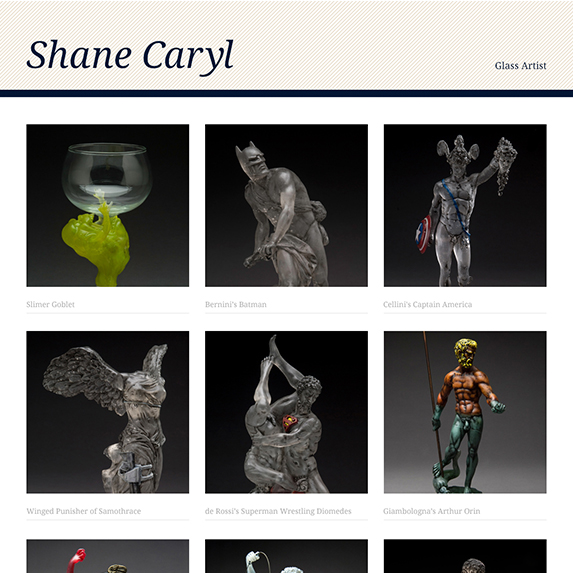 Shane Caryl
Glass Artist
Slimer Goblet
Bernini's Batman
Cellini's Captain America
Winged Punisher of Samothrace
de Rossi's Superman Wrestling Diomedes
Giambologna's Arthur Orin